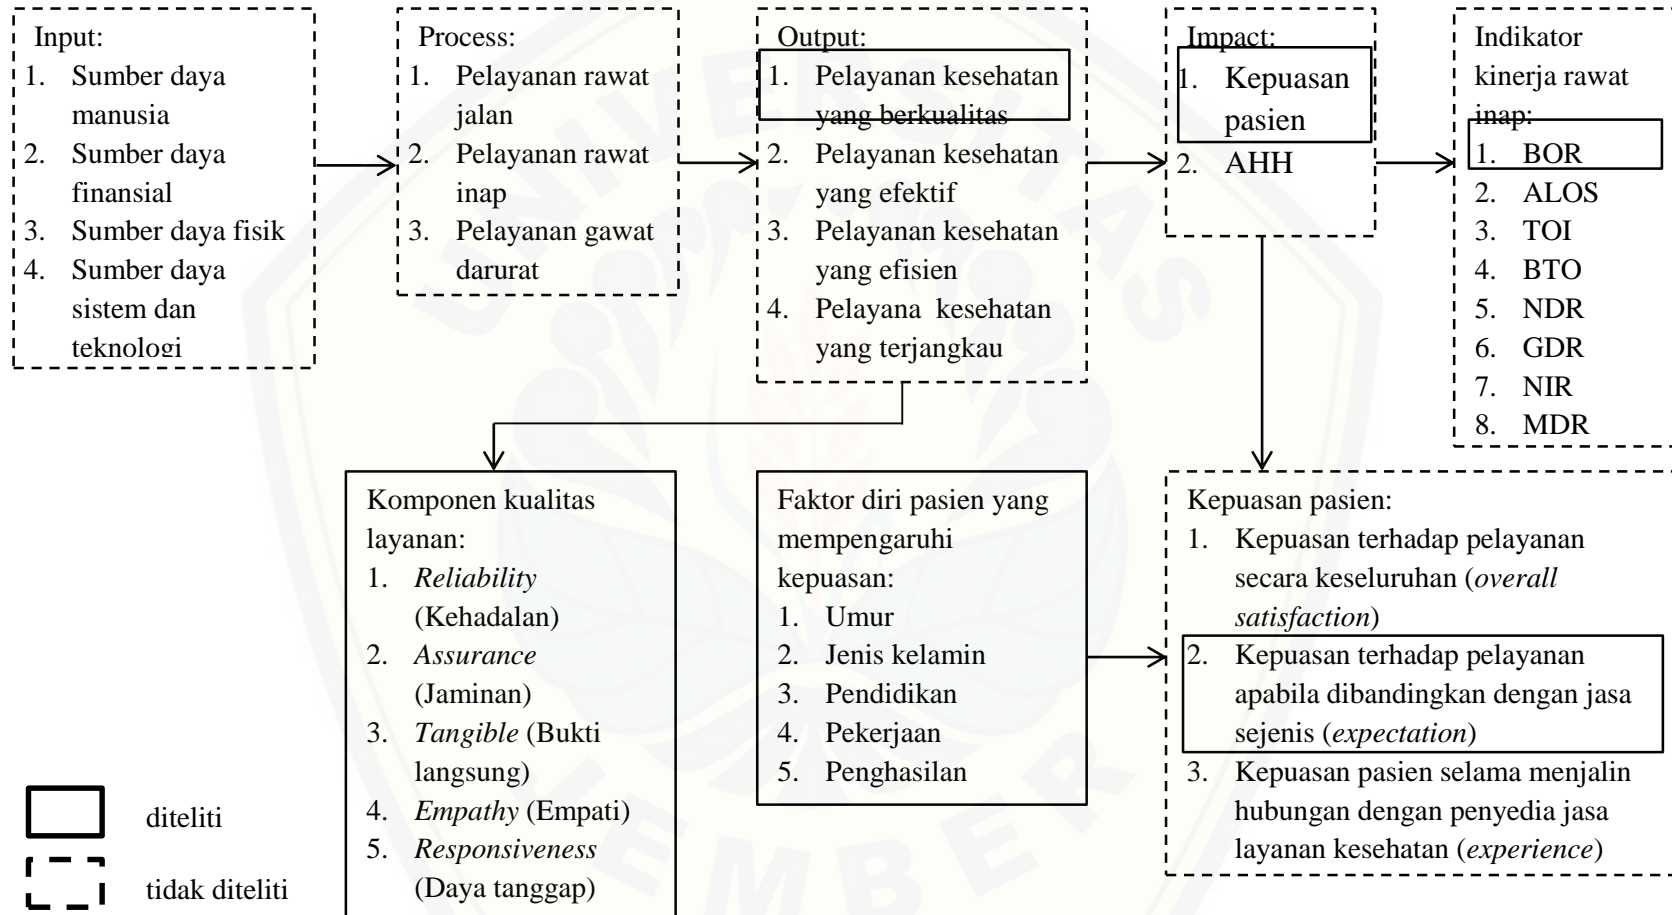 Input:
1. Sumber daya
manusia
2. Sumber daya
finansial
3. Sumber daya fisik
4. Sumber daya
sistem dan
teknologi
Process:
1. Pelayanan rawat
jalan
2. Pelayanan rawat
inap
3. Pelayanan gawat
darurat
Output:
1. Pelayanan kesehatan
yang berkualitas
2. Pelayanan kesehatan
yang efektif
3. Pelayanan kesehatan
yang efisien
4. Pelayana kesehatan
yang terjangkau
Impact:
1. Kepuasan
pasien
2. AHH
Indikator
kinerja rawat
inap:
1. BOR
2. ALOS
3. TOI
4. BTO
5. NDR
6. GDR
7. NIR
8. MDR
Komponen kualitas
layanan:
1. Reliability
(Kehadalan)
2. Assurance
(Jaminan)
3. Tangible (Bukti
langsung)
4. Empathy (Empati)
5. Responsiveness
(Daya tanggap)
Faktor diri pasien yang
mempengaruhi
kepuasan:
1. Umur
2. Jenis kelamin
3. Pendidikan
4. Pekerjaan
5. Penghasilan
Kepuasan pasien:
1. Kepuasan terhadap pelayanan
secara keseluruhan (overall
satisfaction)
2. Kepuasan terhadap pelayanan
apabila dibandingkan dengan jasa
sejenis (expectation)
3. Kepuasan pasien selama menjalin
hubungan dengan penyedia jasa
layanan kesehatan (experience)
diteliti
tidak diteliti
UNIVERSITAS
JEMBER